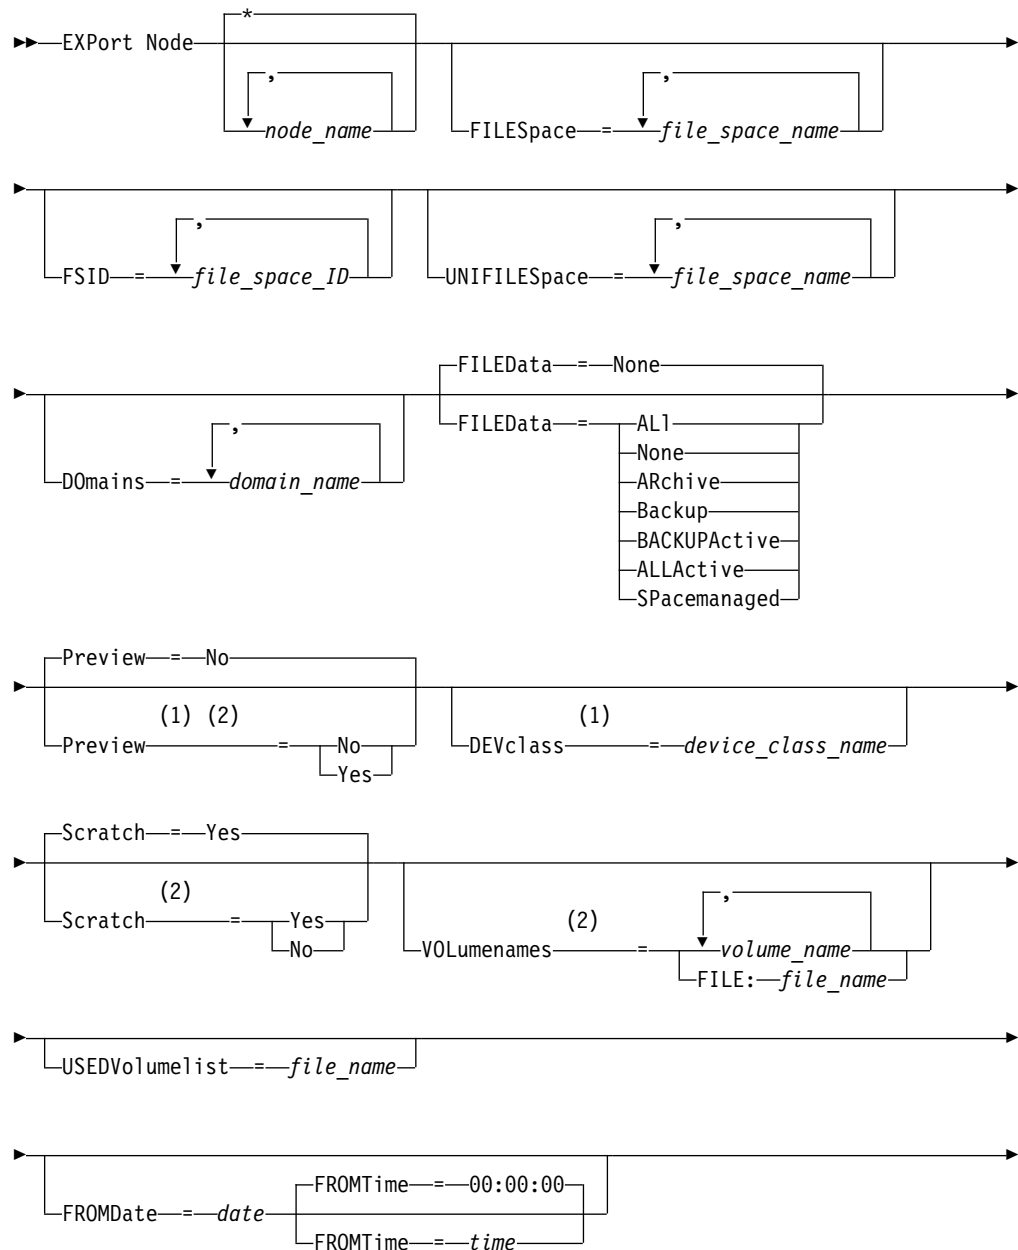 *
EXPort Node
,
,
node_name
FILESpace = file_space_name
,
,
FSID = file_space_ID
UNIFILESpace = file_space_name
FILEData = None
,
FILEData = ALl
None
DOmains = domain_name
ARchive
Backup
BACKUPActive
ALLActive
SPacemanaged
Preview = No
(1) (2)
(1)
Preview = No
DEVclass = device_class_name
Yes
Scratch = Yes
(2)
,
Scratch = Yes
(2)
No
VOLumenames = volume_name
FILE: file_name
USEDVolumelist = file_name
FROMTime = 00:00:00
FROMDate = date
FROMTime = time